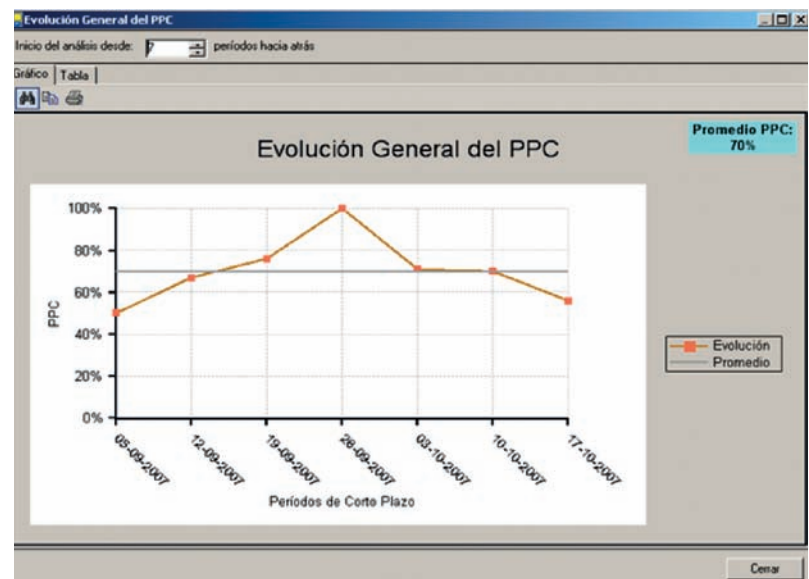 Evolución General del PPC
Inicio del análisis desde: 7 períodos hacia atrás
Gráfico Tabla
Evolución General del PPC
Promedio PPC:
70%
100%
80%
60%
40%
20%
0%
PPC
05-09-2007
12-09-2007
19-09-2007
26-09-2007
03-10-2007
10-10-2007
17-10-2007
Períodos de Corto Plazo
Evolución
Promedio
Cerrar